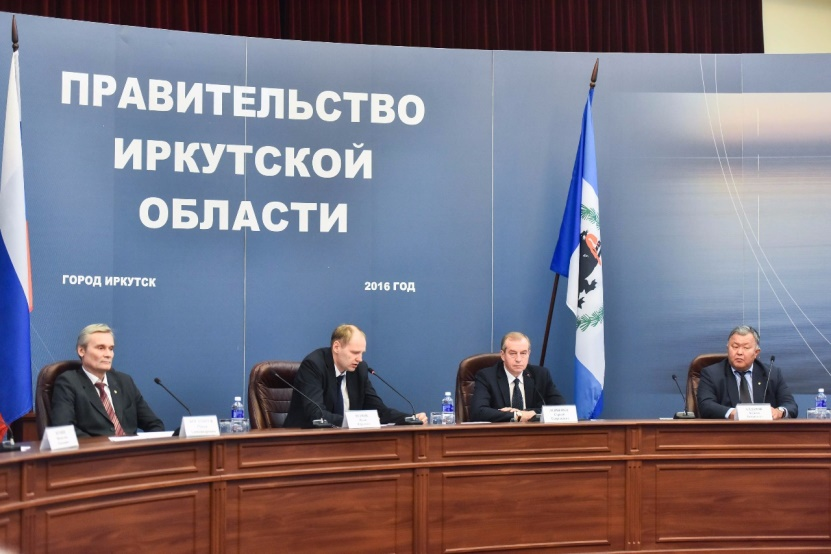 ПРАВИТЕЛЬСТВО
ИРКУТСКОЙ
ОБЛАСТИ
ГОРОД ИРКУТСК
2016 ГОД